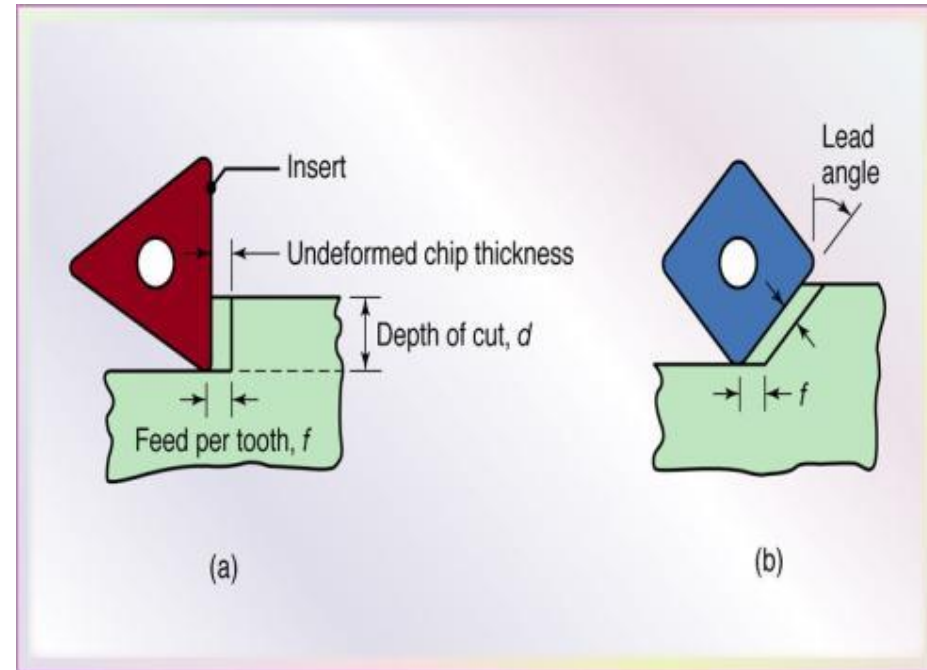 Insert
Undeformed chip thickness
Depth of cut, d
Feed per tooth, f
(a)
Lead
angle
f
(b)